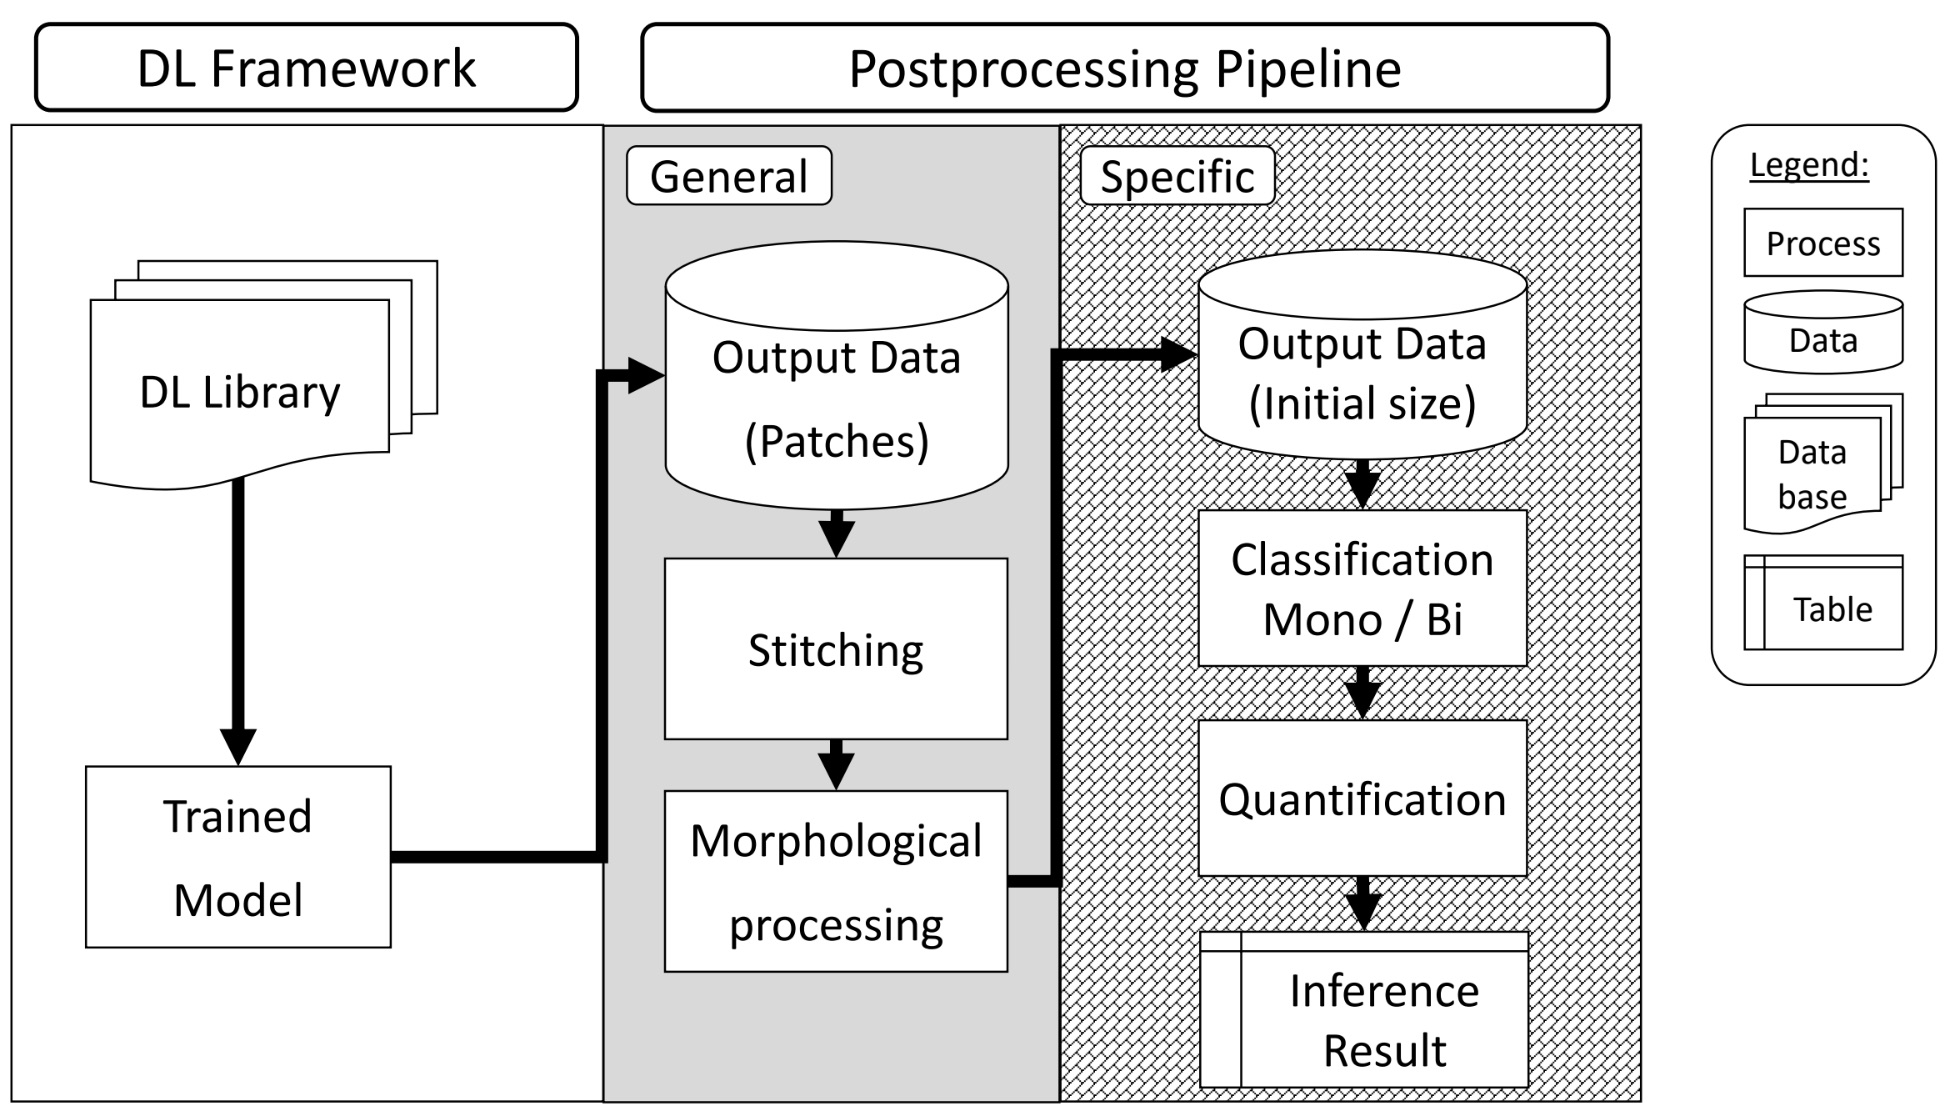 DL Framework
Postprocessing Pipeline
General
Specific
DL Library
Trained
Model
Output Data
(Patches)
Stitching
Morphological
processing
Output Data
(Initial size)
Classification
Mono / Bi
Quantification
Inference
Result
Legend:
Process
Data
Data
base
Table